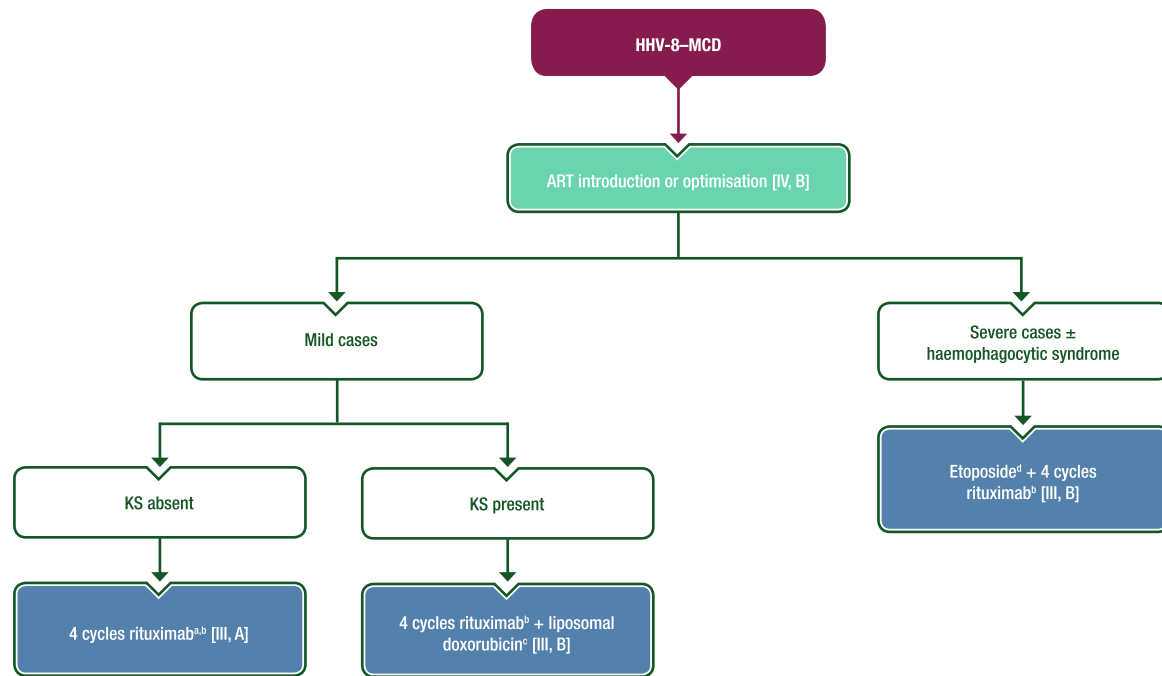 HHV-8–MCD
ART introduction or optimisation [IV, B]
Mild cases
Severe cases ±
haemophagocytic syndrome
KS absent
KS present
Etoposideᵈ + 4 cycles
rituximabᵇ [III, B]
4 cycles rituximabᵃ,ᵇ [III, A]
4 cycles rituximabᵇ + liposomal
doxorubicinᶜ [III, B]